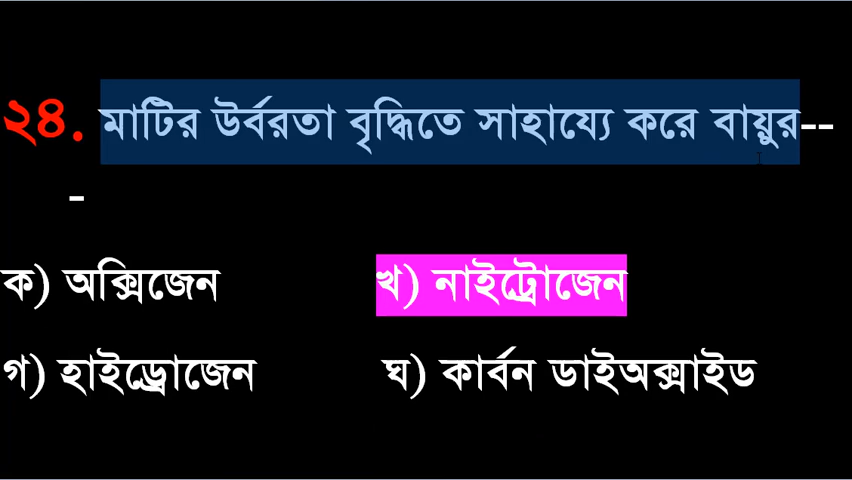 ২৪. মাটির উর্বরতা বৃদ্ধিতে সাহায্যে করে বায়ুর--
-
ক) অক্সিজেন খ) নাইট্রোজেন
গ) হাইড্রোজেন ঘ) কার্বন ডাইঅক্সাইড